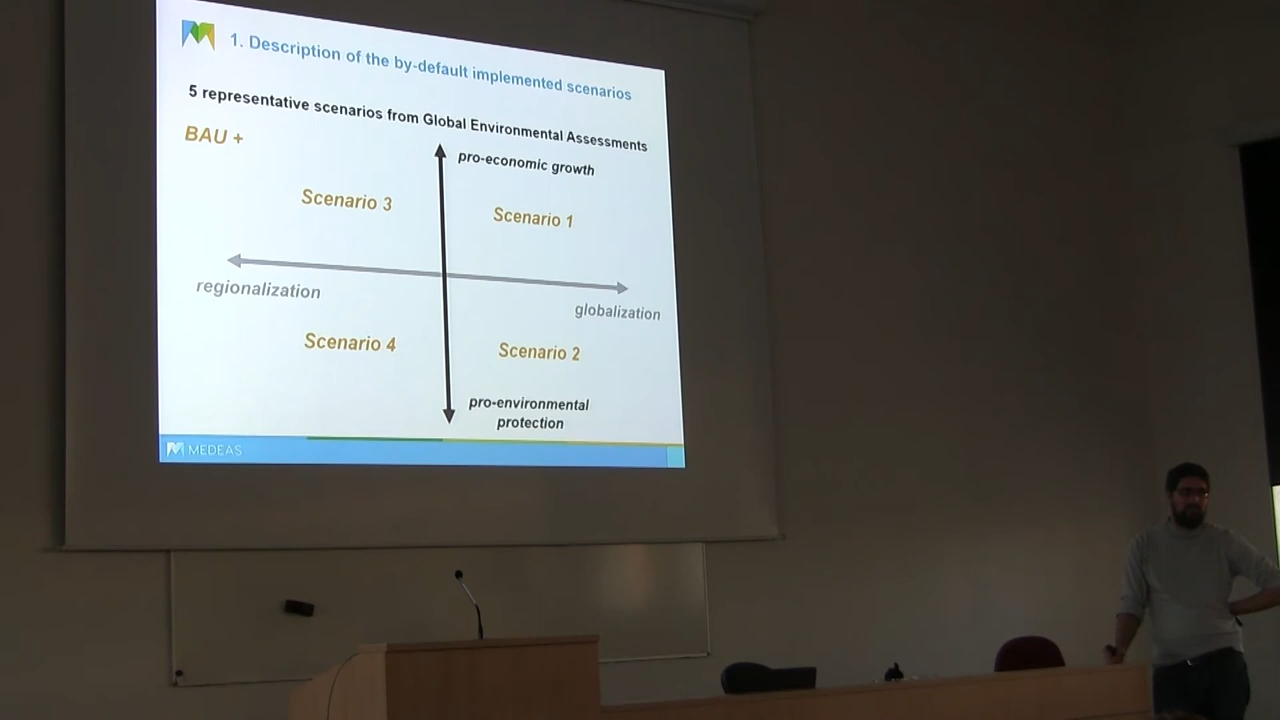 1. Description of the by-default implemented scenarios
5 representative scenarios from Global Environmental Assessments
BAU +
pro-economic growth
Scenario 3
Scenario 1
regionalization
globalization
Scenario 4
Scenario 2
pro-environmental
protection
MEDEAS